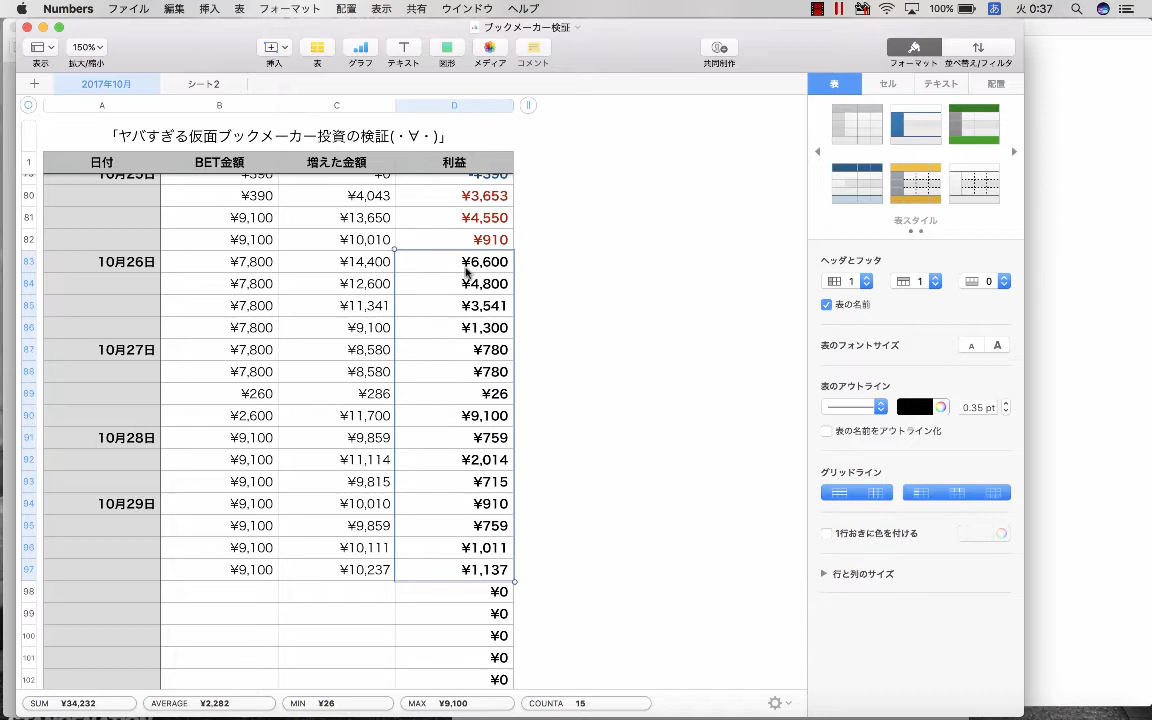 Numbers ファイル 編集 挿入 表 フォーマット 配置 表示 共有 ウインドウ ヘルプ 100% あ 火 0:37
ブックメーカー検証
150%
表示 拡大/縮小 挿入 表 グラフ テキスト 図形 メディア コメント 共同制作 フォーマット 並べ替え/フィルタ
2017年10月 シート2
表 セル テキスト 配置
A B C D
「ヤバすぎる仮面ブックメーカー投資の検証(・∀・)」
1 日付 BET金額 増えた金額 利益
10月25日 ¥390 ¥0 -¥390
80 ¥390 ¥4,043 ¥3,653
81 ¥9,100 ¥13,650 ¥4,550
82 ¥9,100 ¥10,010 ¥910
83 10月26日 ¥7,800 ¥14,400 ¥6,600
84 ¥7,800 ¥12,600 ¥4,800
85 ¥7,800 ¥11,341 ¥3,541
86 ¥7,800 ¥9,100 ¥1,300
87 10月27日 ¥7,800 ¥8,580 ¥780
88 ¥7,800 ¥8,580 ¥780
89 ¥260 ¥286 ¥26
90 ¥2,600 ¥11,700 ¥9,100
91 10月28日 ¥9,100 ¥9,859 ¥759
92 ¥9,100 ¥11,114 ¥2,014
93 ¥9,100 ¥9,815 ¥715
94 10月29日 ¥9,100 ¥10,010 ¥910
95 ¥9,100 ¥9,859 ¥759
96 ¥9,100 ¥10,111 ¥1,011
97 ¥9,100 ¥10,237 ¥1,137
98 ¥0
99 ¥0
100 ¥0
101 ¥0
102 ¥0
SUM ¥34,232 AVERAGE ¥2,282 MIN ¥26 MAX ¥9,100 COUNTA 15
表スタイル
ヘッダとフッタ
1 1 0
表の名前
表のフォントサイズ A A
表のアウトライン
0.35 pt
表の名前をアウトライン化
グリッドライン
1行おきに色を付ける
行と列のサイズ